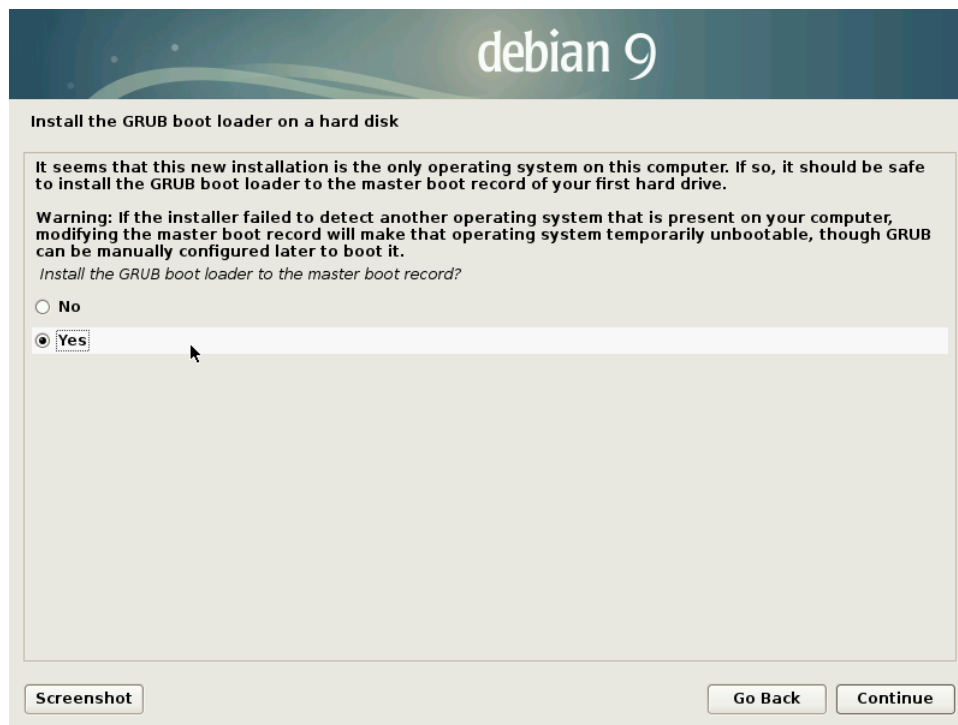 debian 9
Install the GRUB boot loader on a hard disk
It seems that this new installation is the only operating system on this computer. If so, it should be safe
to install the GRUB boot loader to the master boot record of your first hard drive.
Warning: If the installer failed to detect another operating system that is present on your computer,
modifying the master boot record will make that operating system temporarily unbootable, though GRUB
can be manually configured later to boot it.
Install the GRUB boot loader to the master boot record?
No
Yes
Screenshot
Go Back
Continue